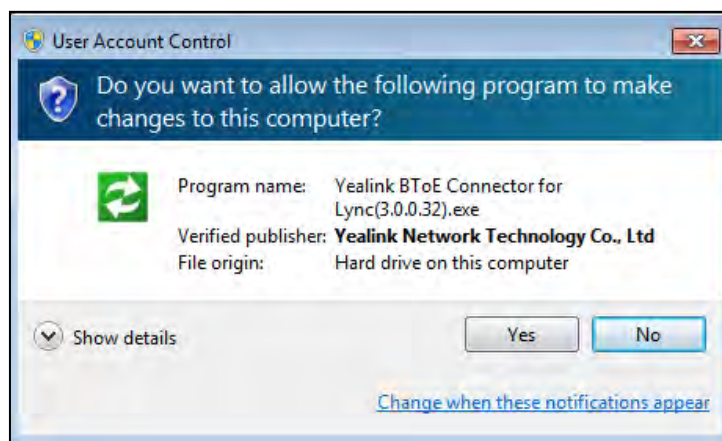 User Account Control
Do you want to allow the following program to make
changes to this computer?
Program name: Yealink BToE Connector for
Lync(3.0.0.32).exe
Verified publisher: Yealink Network Technology Co., Ltd
File origin: Hard drive on this computer
Show details Yes No
Change when these notifications appear